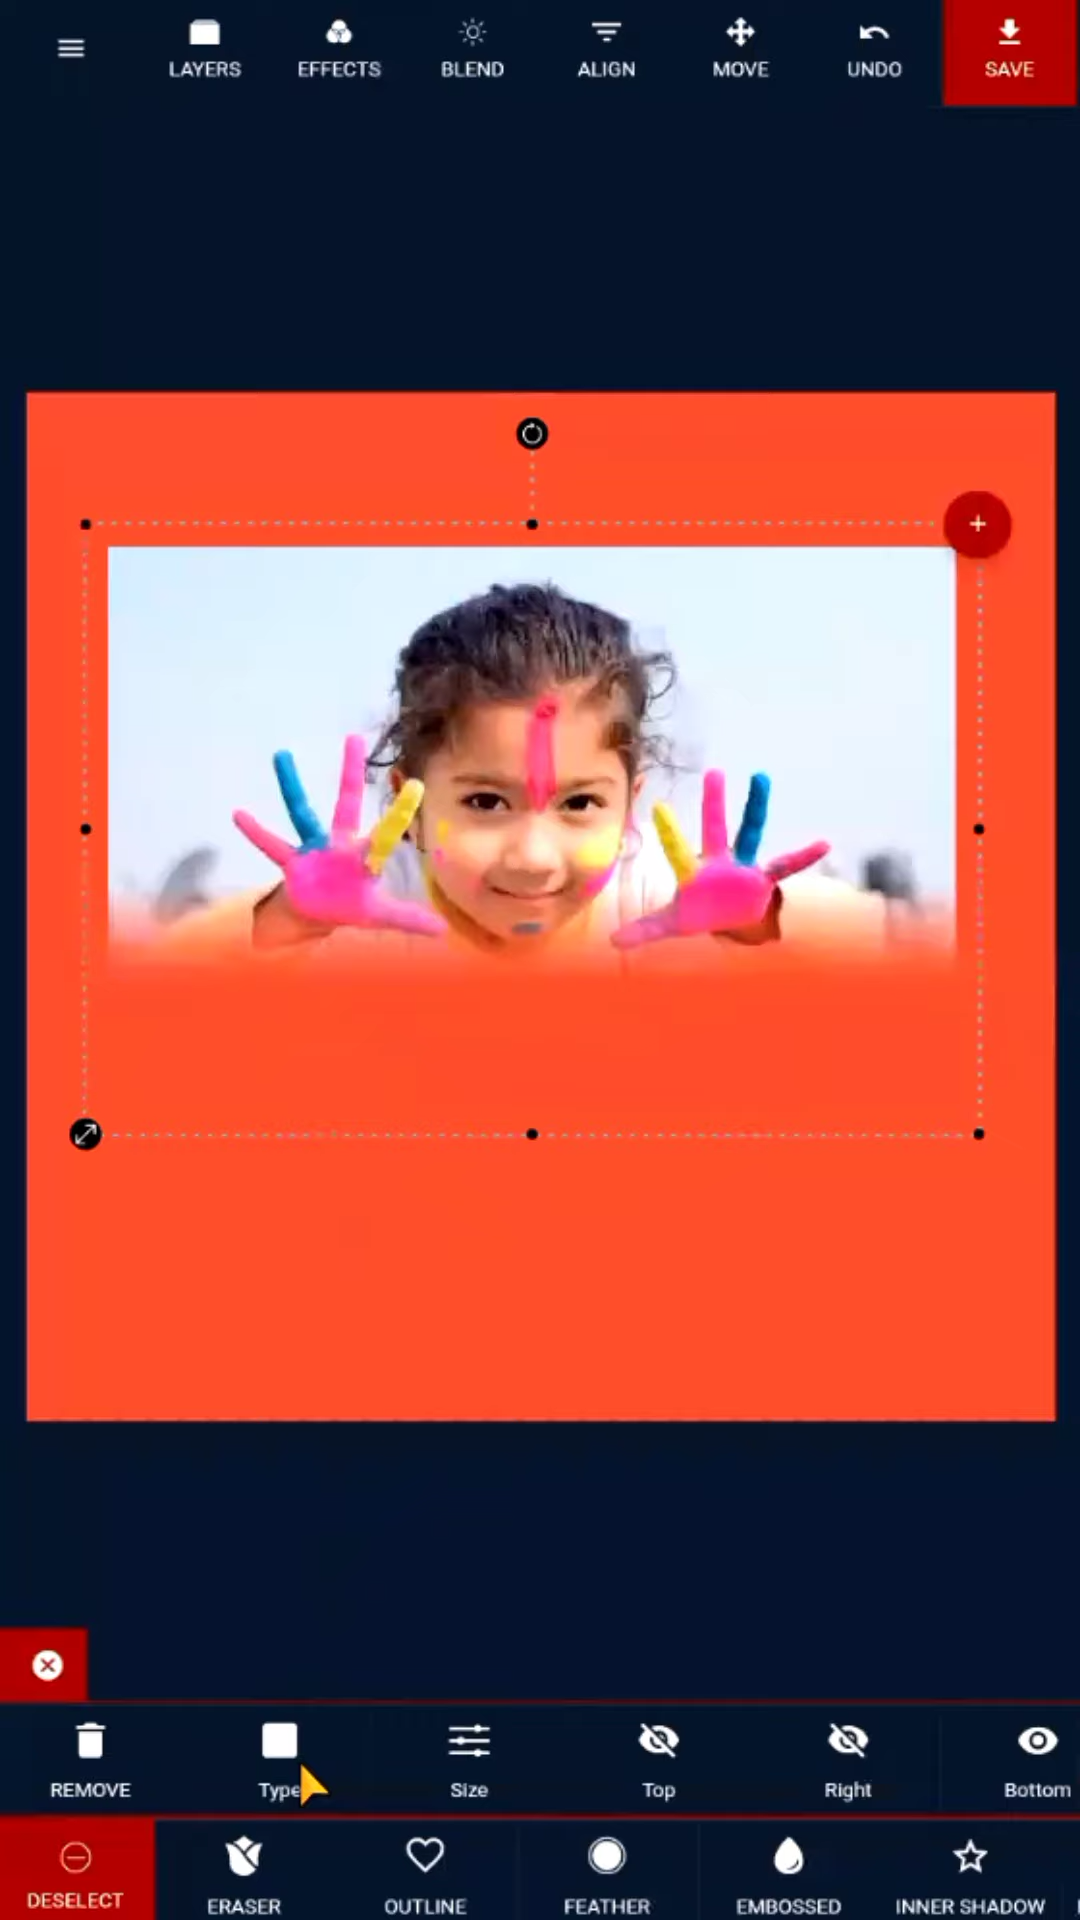 LAYERS EFFECTS BLEND ALIGN MOVE UNDO SAVE
REMOVE Type Size Top Right Bottom
DESELECT ERASER OUTLINE FEATHER EMBOSSED INNER SHADOW